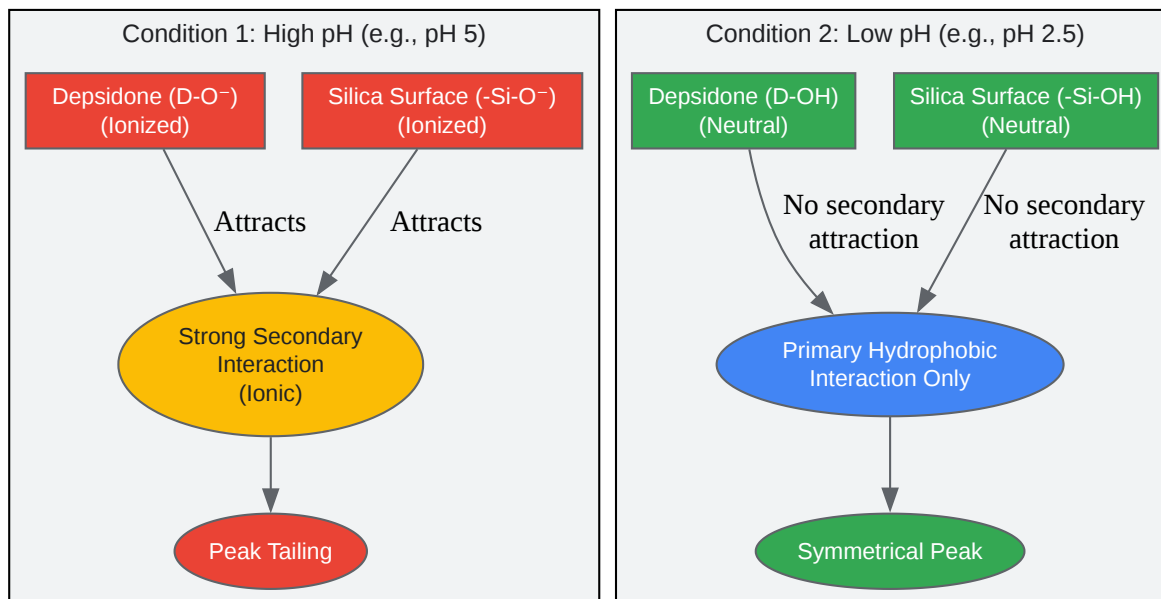 Condition 1: High pH (e.g., pH 5)
Depsidone (D-O⁻)
(Ionized)
Silica Surface (-Si-O⁻)
(Ionized)
Attracts
Attracts
Strong Secondary
Interaction
(Ionic)
Peak Tailing
Condition 2: Low pH (e.g., pH 2.5)
Depsidone (D-OH)
(Neutral)
Silica Surface (-Si-OH)
(Neutral)
No secondary
attraction
No secondary
attraction
Primary Hydrophobic
Interaction Only
Symmetrical Peak